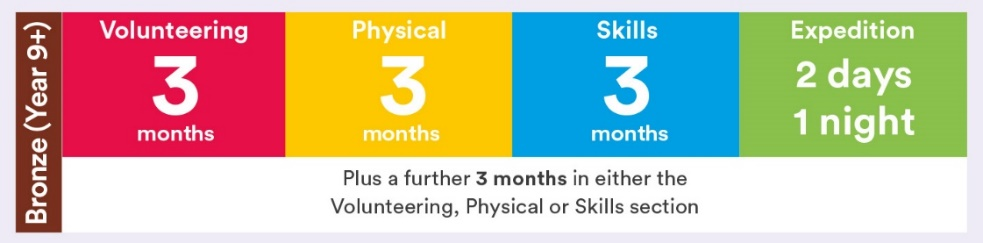 Bronze (Year 9+)
Volunteering
3
months
Physical
3
months
Skills
3
months
Expedition
2 days
1 night
Plus a further 3 months in either the
Volunteering, Physical or Skills section